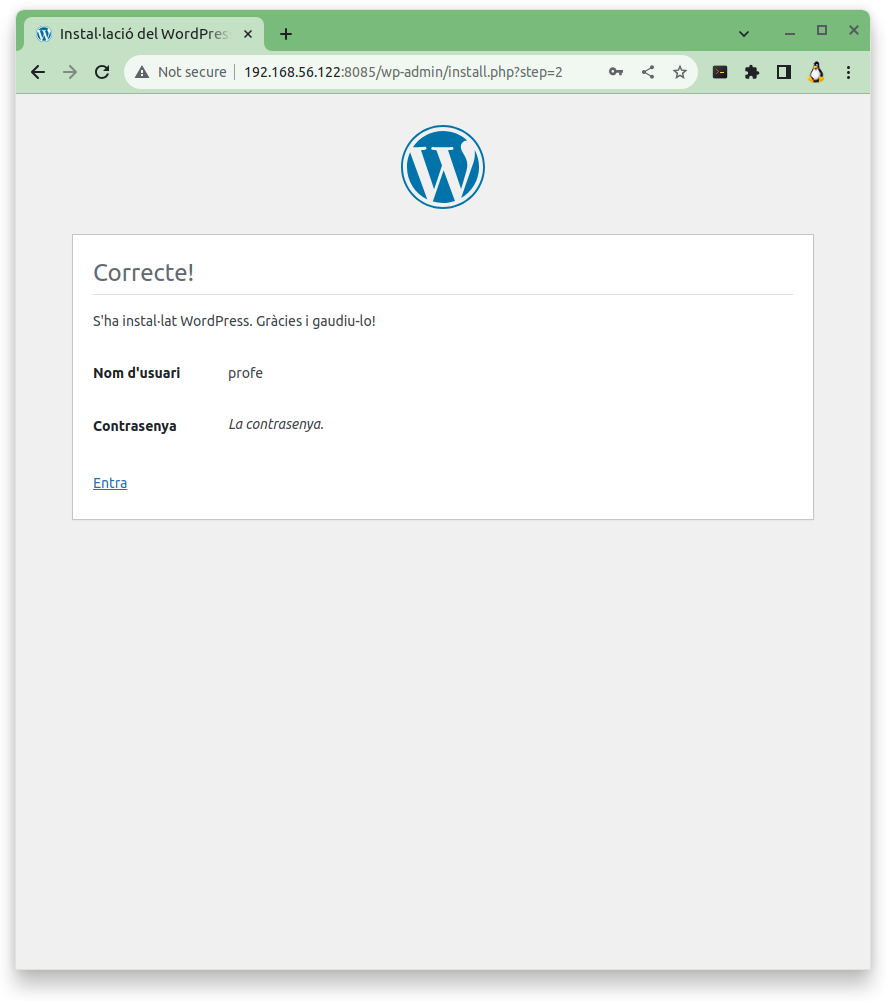 Instal·lació del WordPres
Not secure
192.168.56.122:8085/wp-admin/install.php?step=2
Correcte!
S'ha instal·lat WordPress. Gràcies i gaudiu-lo!
Nom d'usuari profe
Contrasenya La contrasenya.
Entra